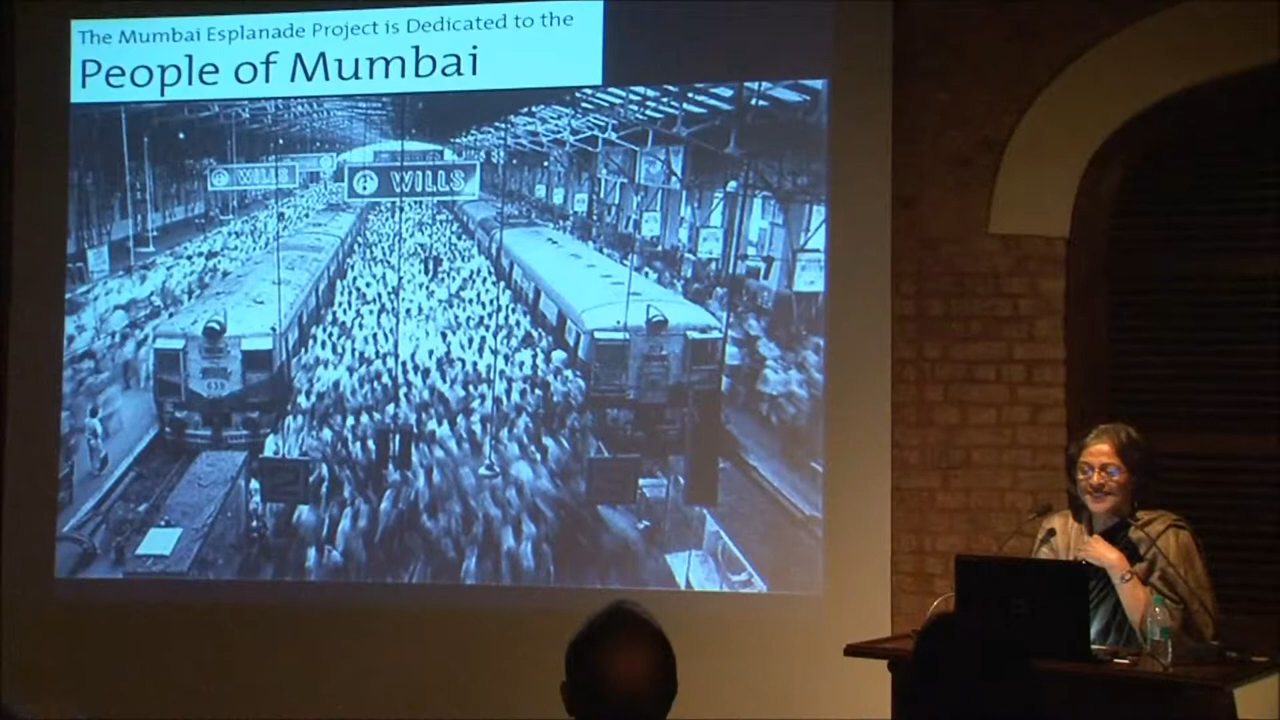 The Mumbai Esplanade Project is Dedicated to the
People of Mumbai
WILLS
WILLS